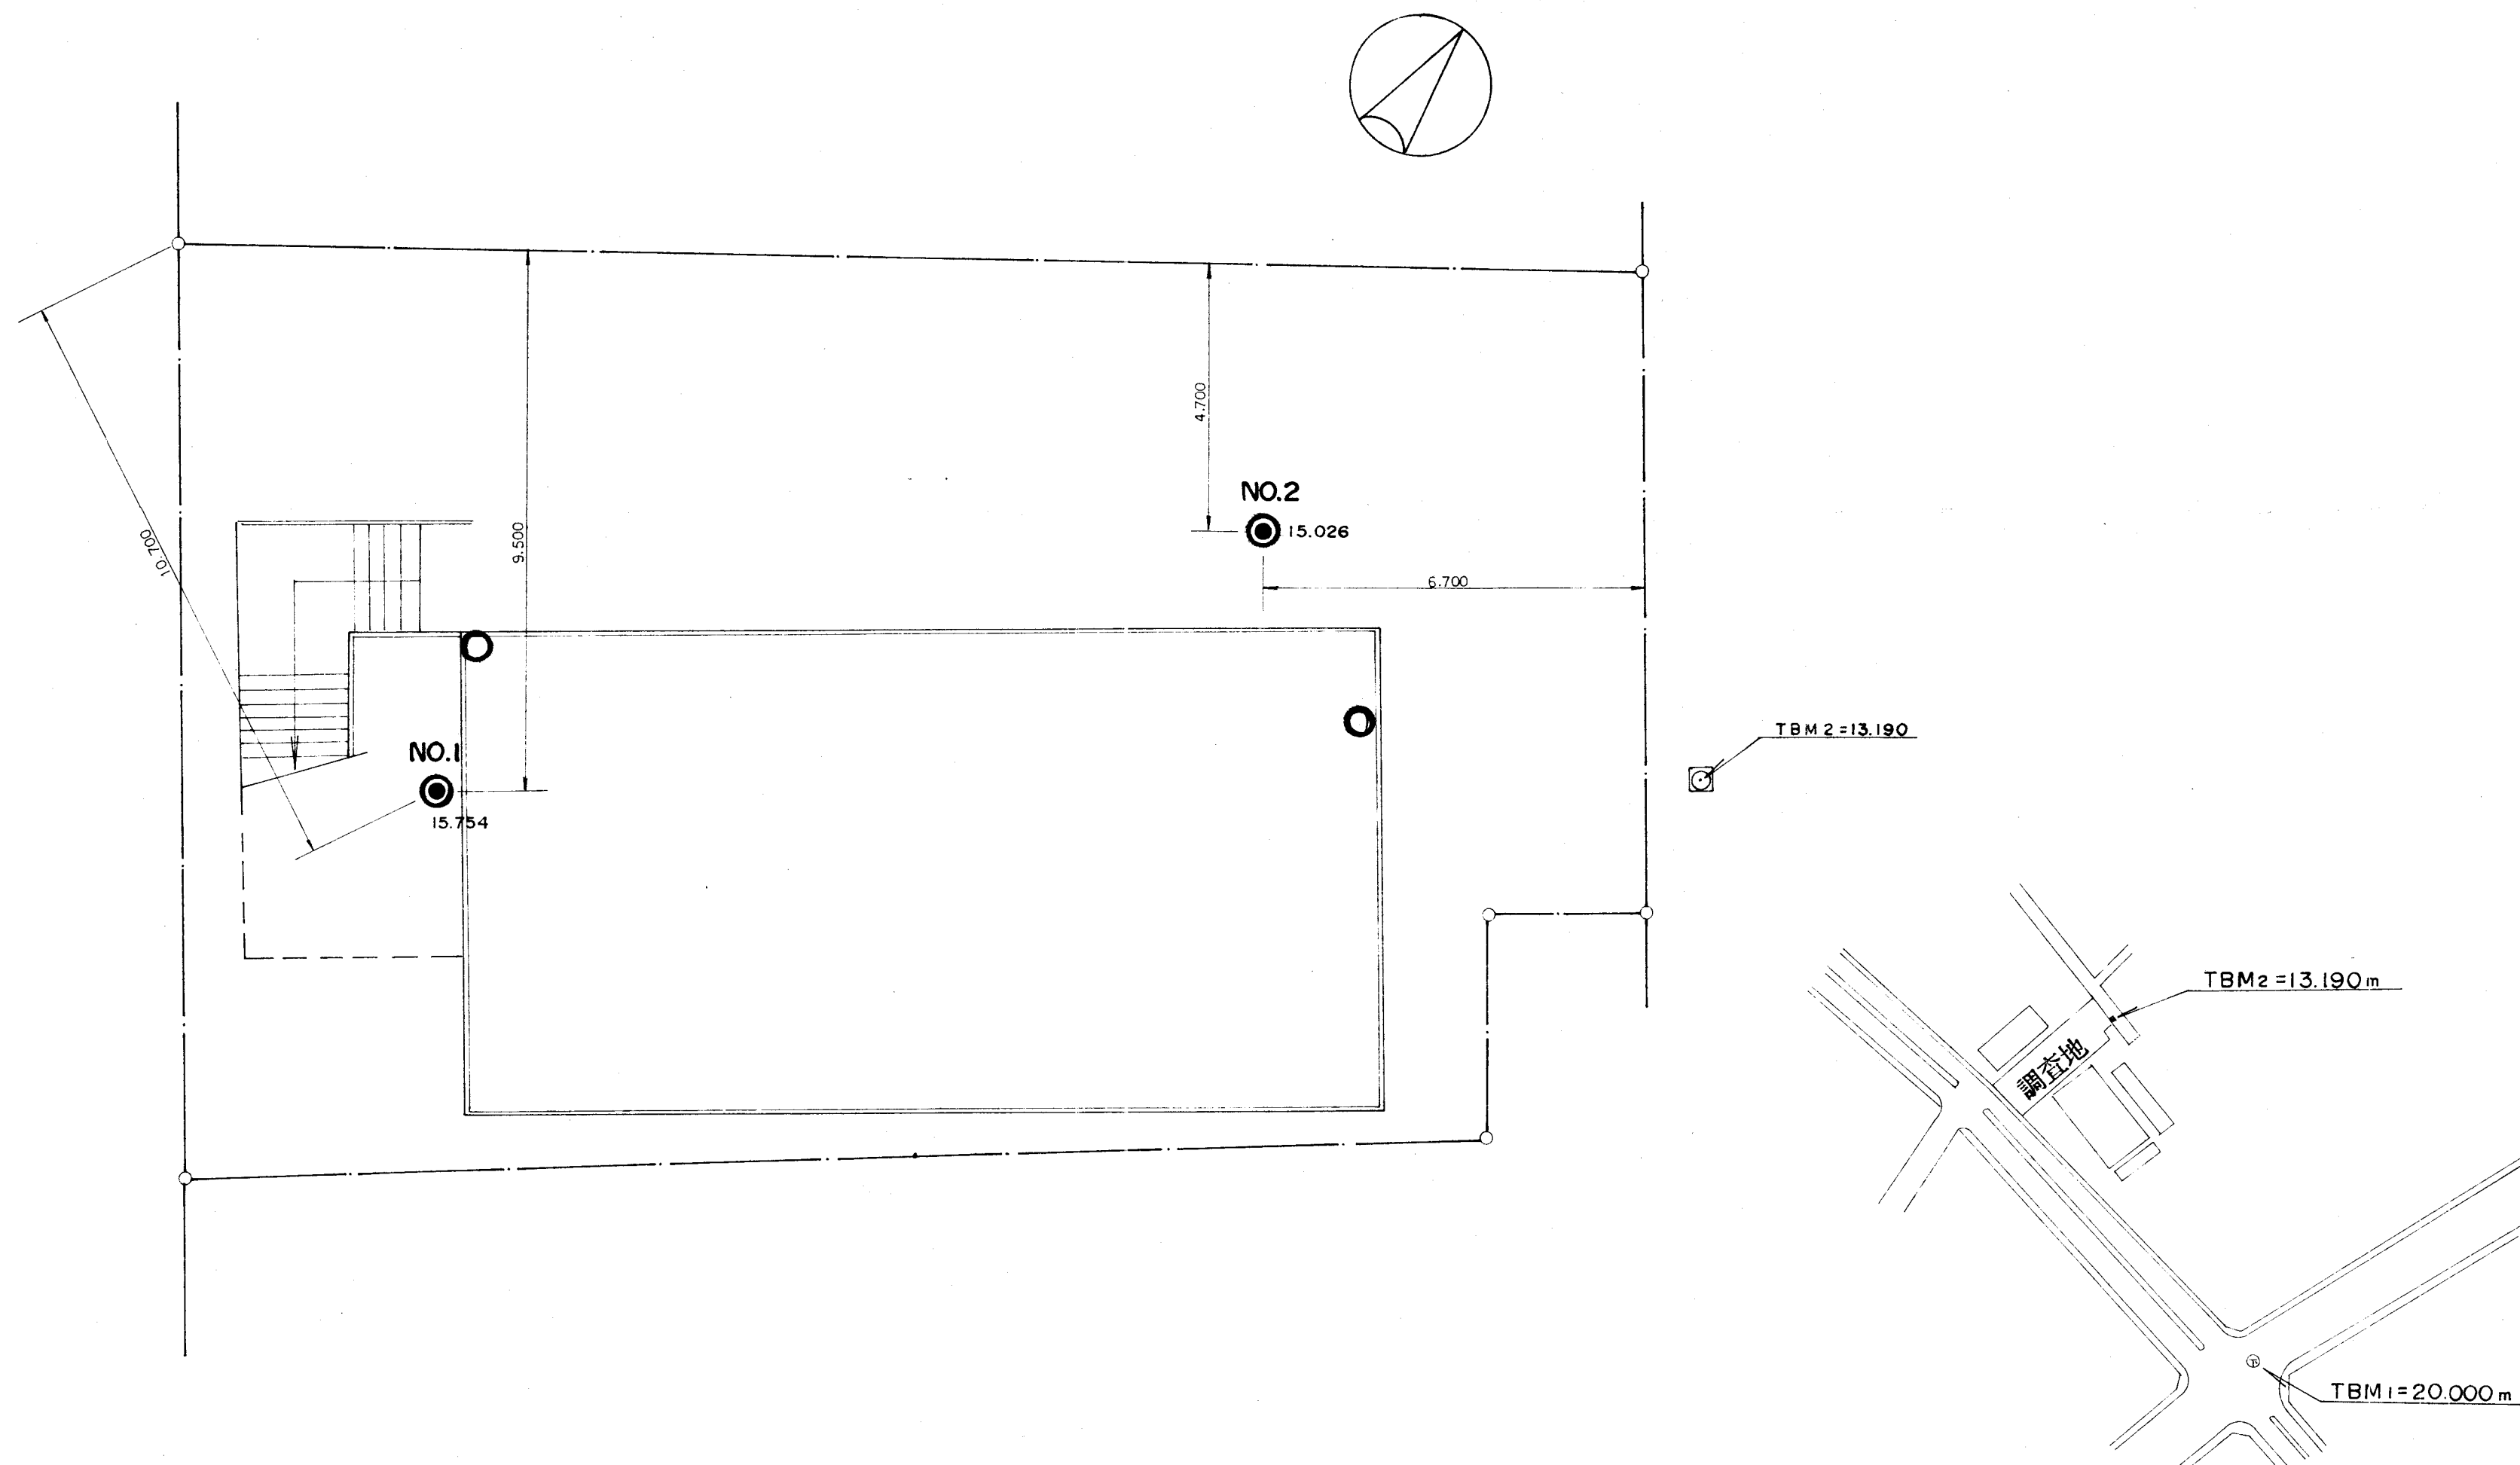 4.700
NO.2
15.026
10.700
9.500
6.700
NO.1
15.754
TBM2=13.190
TBM2=13.190m
調査地
TBM1=20.000m